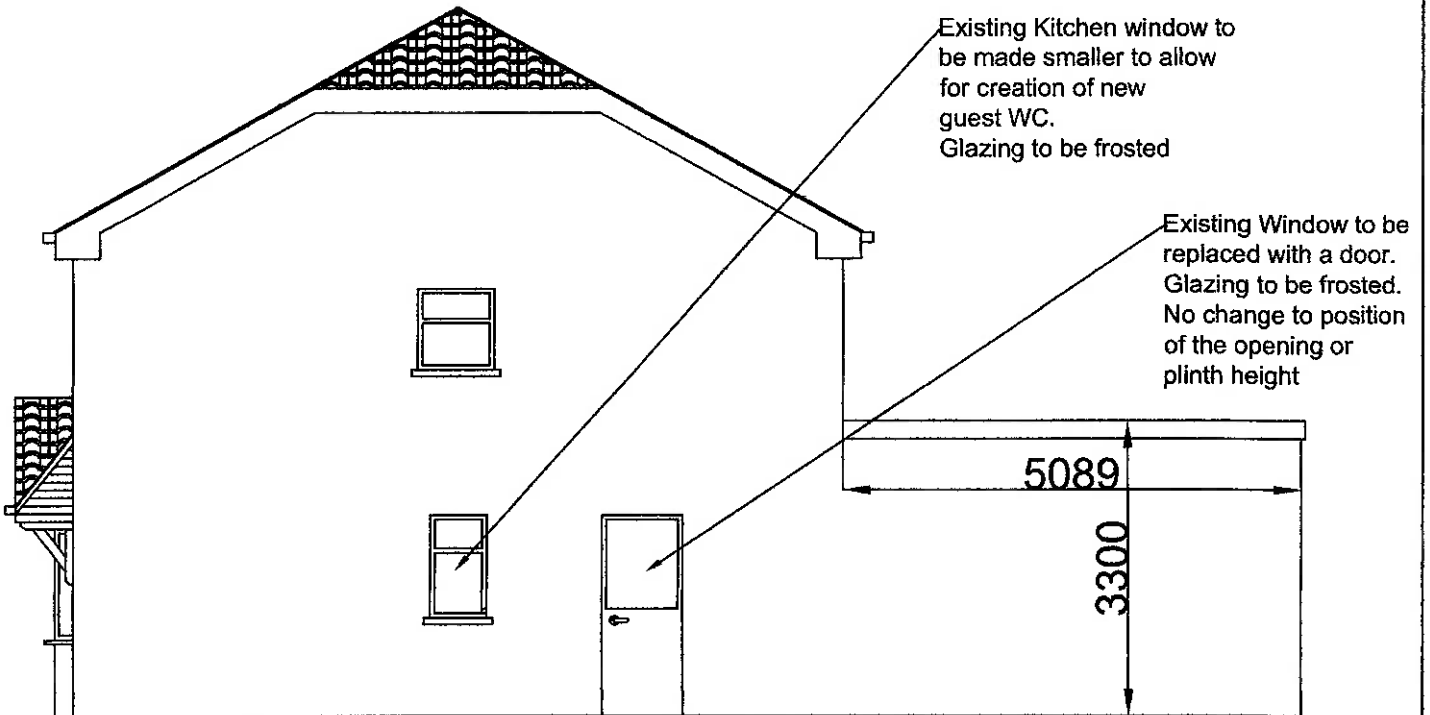 Existing Kitchen window to
be made smaller to allow
for creation of new
guest WC.
Glazing to be frosted
Existing Window to be
replaced with a door.
Glazing to be frosted.
No change to position
of the opening or
plinth height
5089
3300